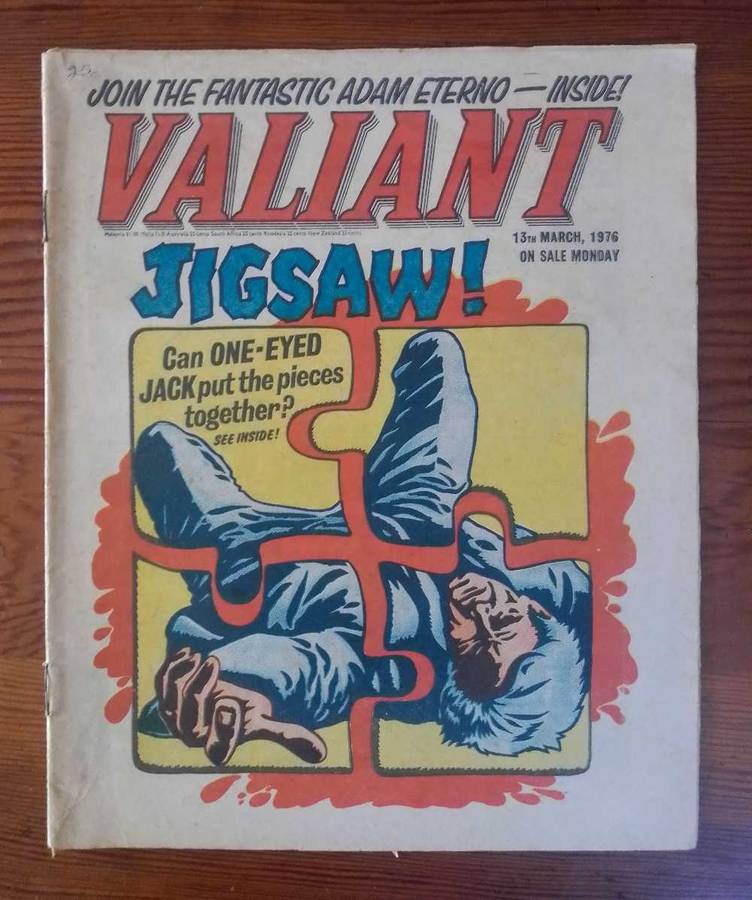 25
JOIN THE FANTASTIC ADAM ETERNO — INSIDE!
VALIANT
13TH MARCH, 1976
ON SALE MONDAY
JIGSAW!
Can ONE-EYED
JACK put the pieces
together?
SEE INSIDE!